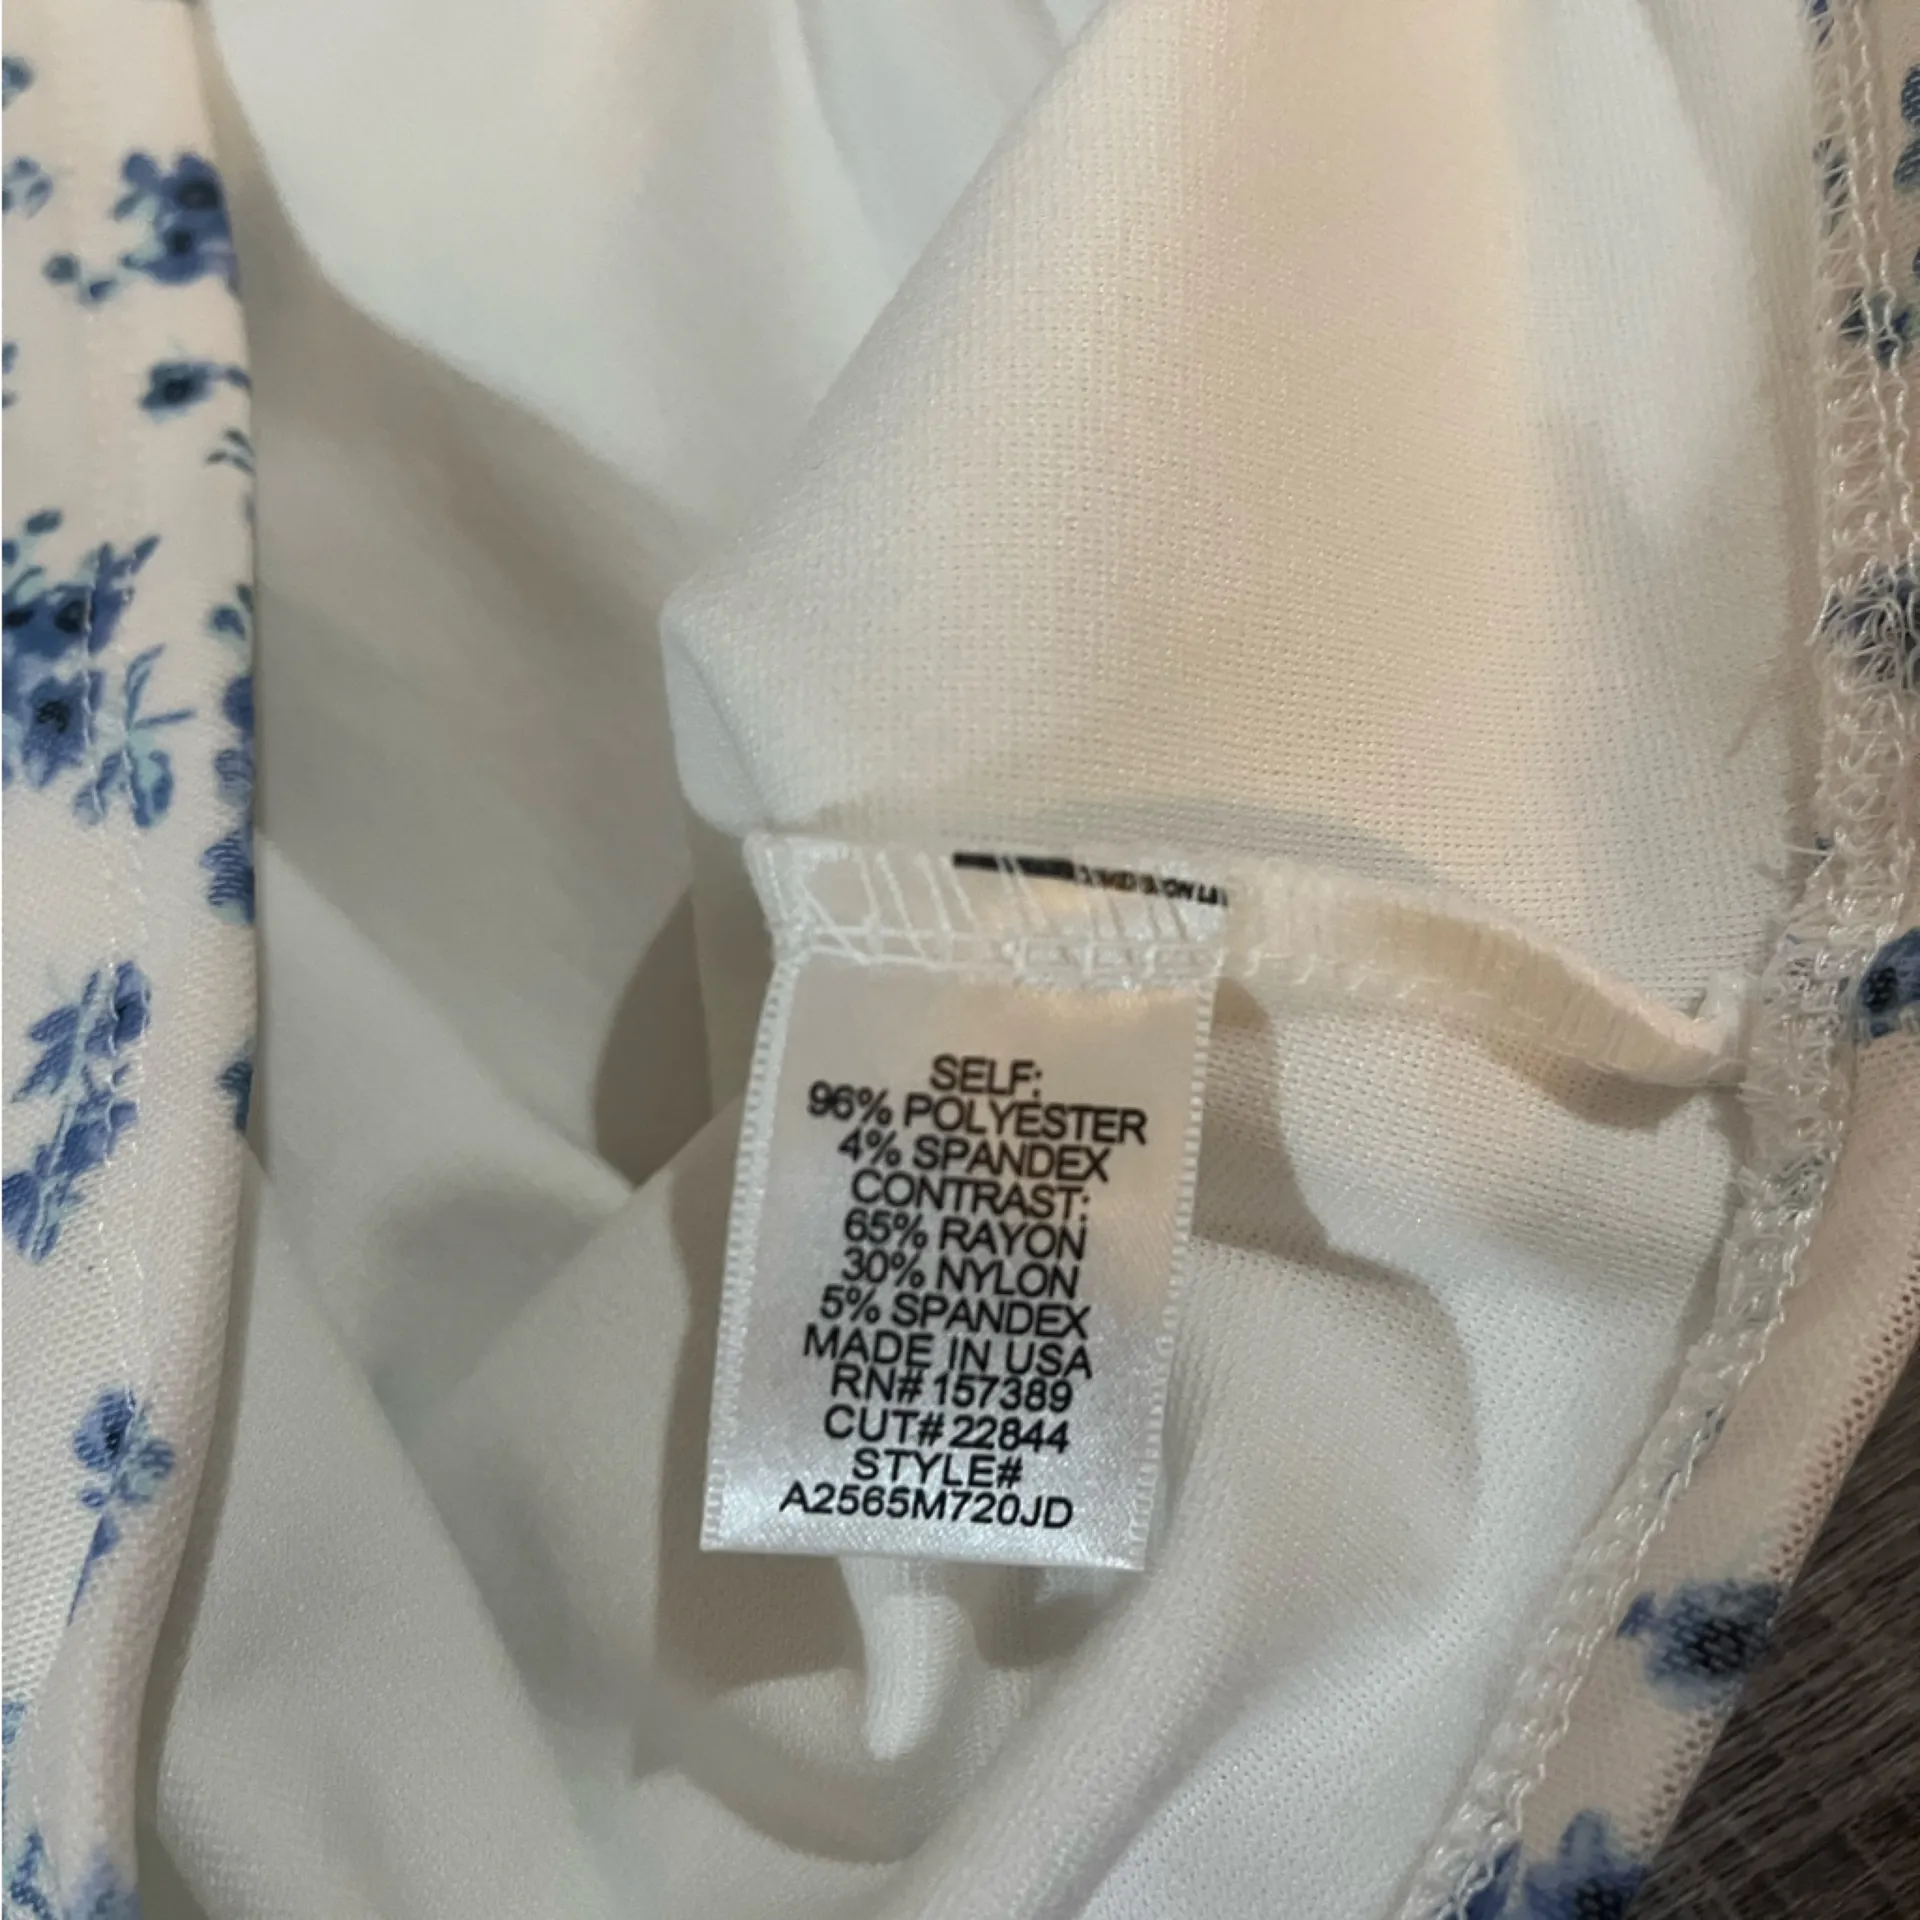 SELF:
96% POLYESTER
4% SPANDEX
CONTRAST:
65% RAYON
30% NYLON
5% SPANDEX
MADE IN USA
RN# 157389
CUT# 22844
STYLE#
A2565M720JD